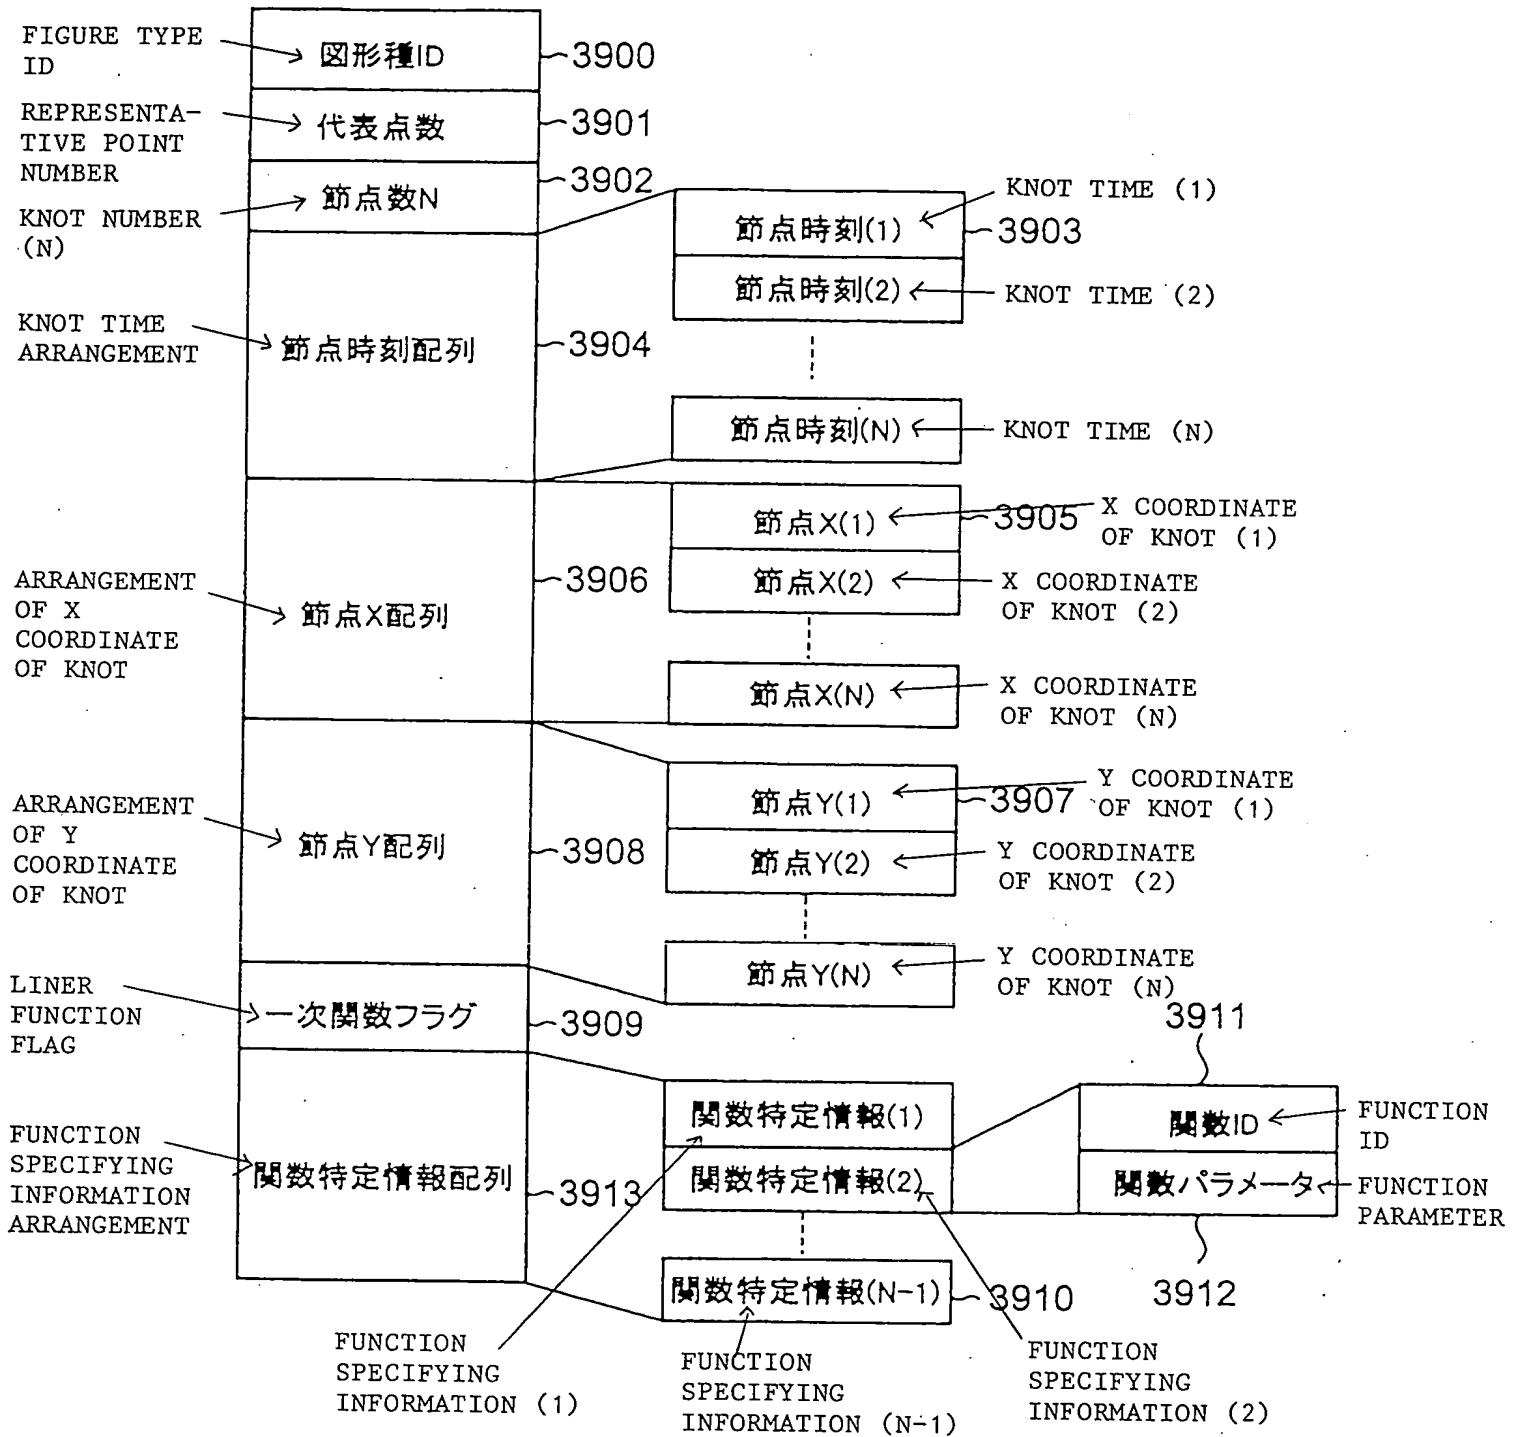 FIGURE TYPE
ID
図形種ID
3900
REPRESENTA-
TIVE POINT
NUMBER
代表点数
3901
KNOT NUMBER
(N)
節点数N
3902
KNOT TIME
ARRANGEMENT
節点時刻配列
3904
節点時刻(1)
3903
KNOT TIME (1)
節点時刻(2)
KNOT TIME (2)
節点時刻(N)
KNOT TIME (N)
ARRANGEMENT
OF X
COORDINATE
OF KNOT
節点X配列
3906
節点X(1)
3905
X COORDINATE
OF KNOT (1)
節点X(2)
X COORDINATE
OF KNOT (2)
節点X(N)
X COORDINATE
OF KNOT (N)
ARRANGEMENT
OF Y
COORDINATE
OF KNOT
節点Y配列
3908
節点Y(1)
3907
Y COORDINATE
OF KNOT (1)
節点Y(2)
Y COORDINATE
OF KNOT (2)
節点Y(N)
Y COORDINATE
OF KNOT (N)
LINER
FUNCTION
FLAG
一次関数フラグ
3909
FUNCTION
SPECIFYING
INFORMATION
ARRANGEMENT
関数特定情報配列
3913
関数特定情報(1)
関数特定情報(2)
関数特定情報(N-1)
3910
3911
関数ID
FUNCTION
ID
関数パラメータ
FUNCTION
PARAMETER
3912
FUNCTION
SPECIFYING
INFORMATION (1)
FUNCTION
SPECIFYING
INFORMATION (N-1)
FUNCTION
SPECIFYING
INFORMATION (2)